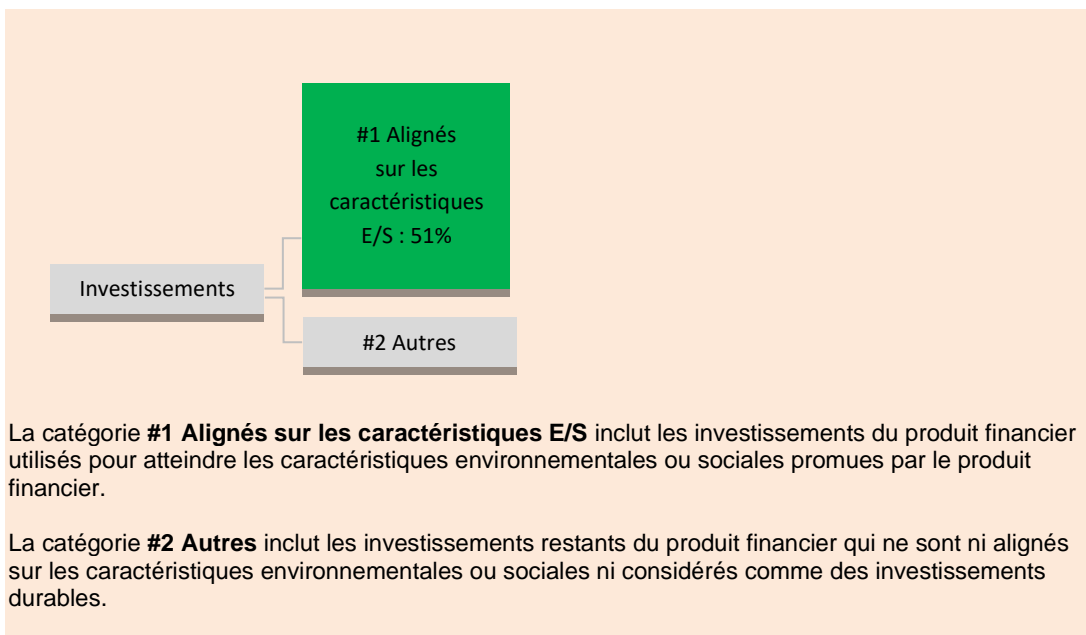 #1 Alignés
sur les
caractéristiques
E/S : 51%
Investissements
#2 Autres
La catégorie #1 Alignés sur les caractéristiques E/S inclut les investissements du produit financier
utilisés pour atteindre les caractéristiques environnementales ou sociales promues par le produit
financier.
La catégorie #2 Autres inclut les investissements restants du produit financier qui ne sont ni alignés
sur les caractéristiques environnementales ou sociales ni considérés comme des investissements
durables.